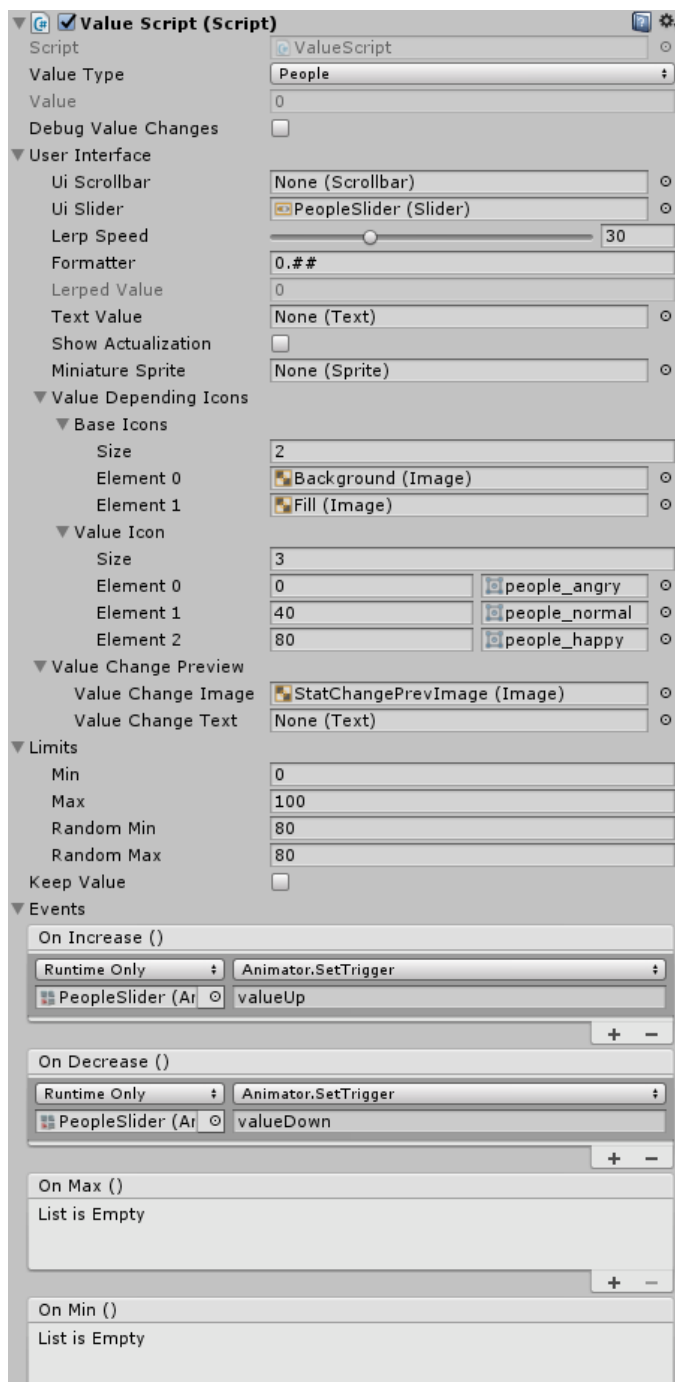 Value Script (Script)
Script ValueScript
Value Type People
Value 0
Debug Value Changes
User Interface
Ui Scrollbar None (Scrollbar)
Ui Slider PeopleSlider (Slider)
Lerp Speed 30
Formatter 0.##
Lerped Value 0
Text Value None (Text)
Show Actualization
Miniature Sprite None (Sprite)
Value Depending Icons
Base Icons
Size 2
Element 0 Background (Image)
Element 1 Fill (Image)
Value Icon
Size 3
Element 0 0 people_angry
Element 1 40 people_normal
Element 2 80 people_happy
Value Change Preview
Value Change Image StatChangePrevImage (Image)
Value Change Text None (Text)
Limits
Min 0
Max 100
Random Min 80
Random Max 80
Keep Value
Events
On Increase ()
Runtime Only Animator.SetTrigger
PeopleSlider (Ar valueUp
+ −
On Decrease ()
Runtime Only Animator.SetTrigger
PeopleSlider (Ar valueDown
+ −
On Max ()
List is Empty
+ −
On Min ()
List is Empty